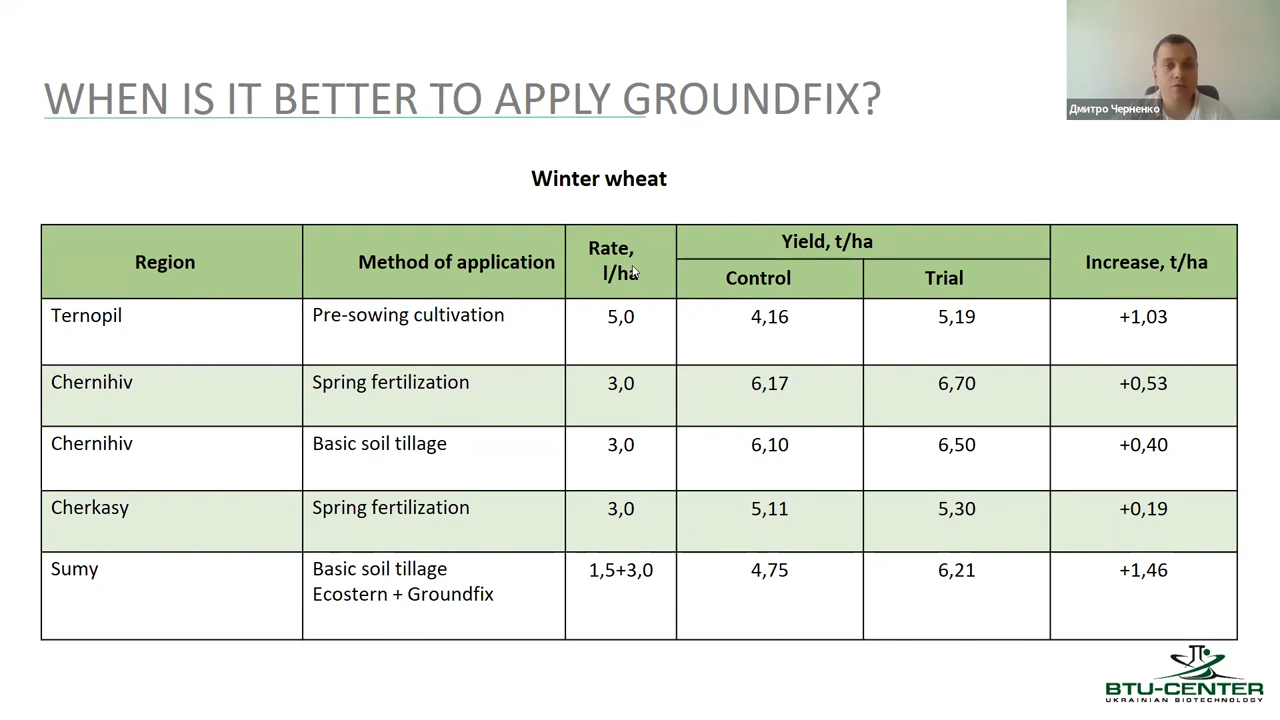 WHEN IS IT BETTER TO APPLY GROUNDFIX?
Дмитро Черненко
Winter wheat
Region
Method of application
Rate,
l/ha
Yield, t/ha
Control
Trial
Increase, t/ha
Ternopil
Pre-sowing cultivation
5,0
4,16
5,19
+1,03
Chernihiv
Spring fertilization
3,0
6,17
6,70
+0,53
Chernihiv
Basic soil tillage
3,0
6,10
6,50
+0,40
Cherkasy
Spring fertilization
3,0
5,11
5,30
+0,19
Sumy
Basic soil tillage
Ecostern + Groundfix
1,5+3,0
4,75
6,21
+1,46
BTU-CENTER
UKRAINIAN BIOTECHNOLOGY